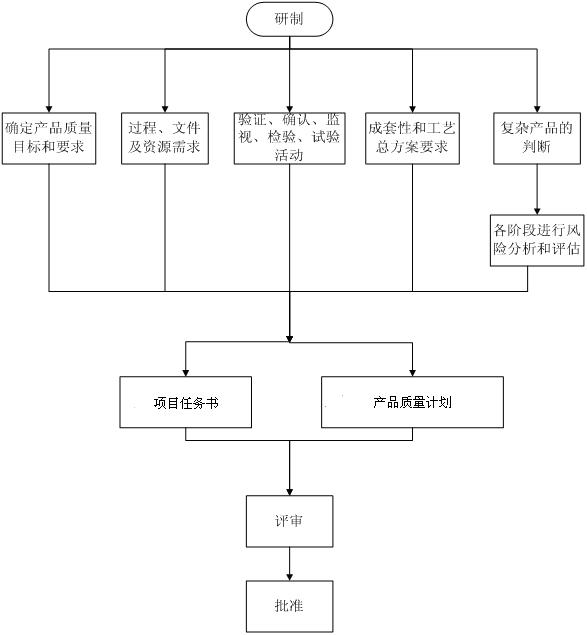 研制
确定产品质量
目标和要求
过程、文件
及资源需求
验证、确认、监
视、检验、试验
活动
成套性和工艺
总方案要求
复杂产品的
判断
各阶段进行风
险分析和评估
项目任务书
产品质量计划
评审
批准